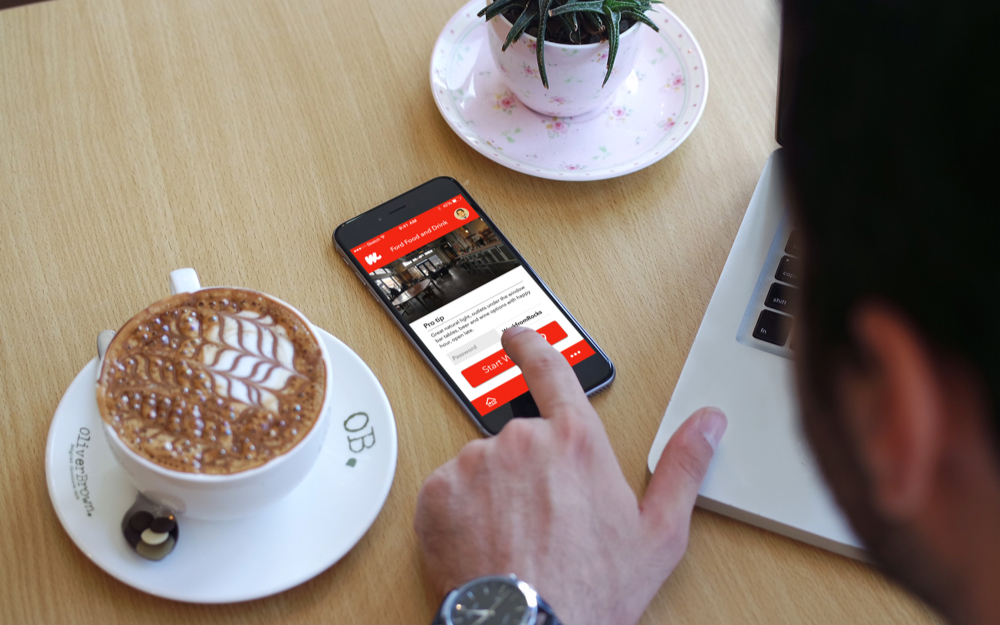 9:41 AM
Ford Food and Drink
Pro tip
Great natural light, outlets under the window
bar tables, beer and wine options with happy
hour, open late.
Password
WorkfromRocks
Start W
OB.
OliverBrown.
shift
fn